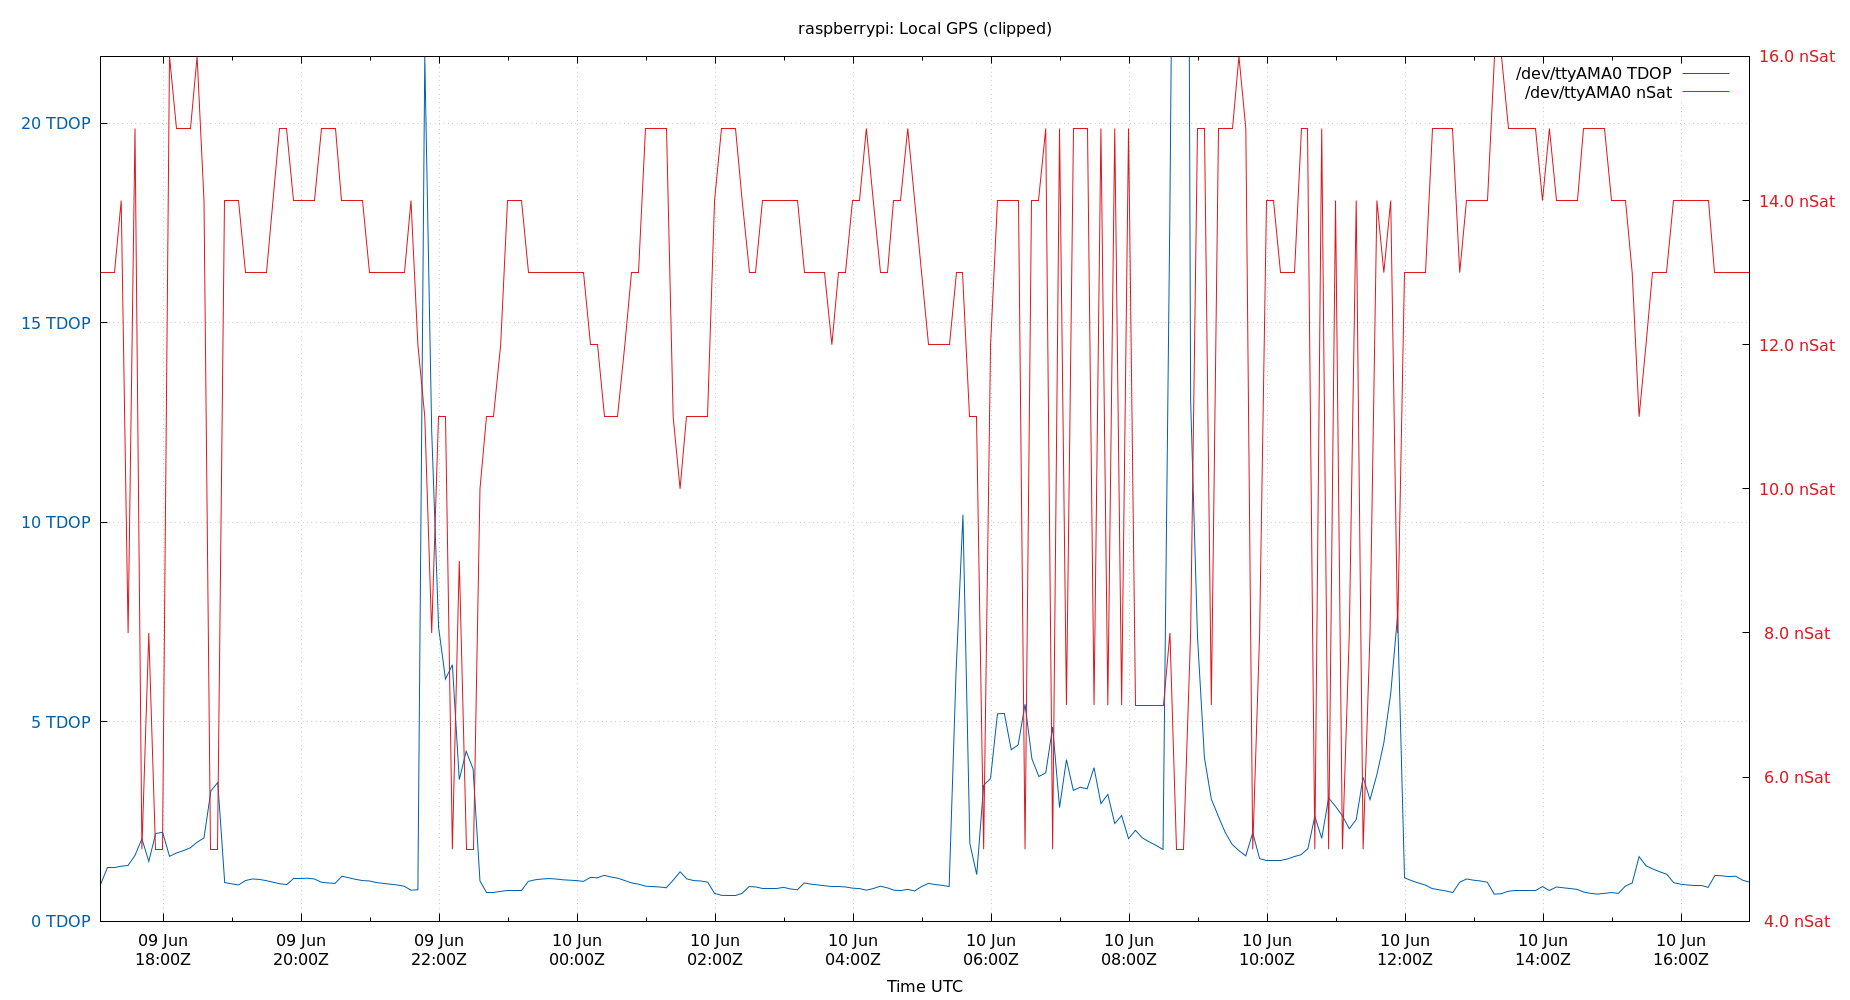 raspberrypi: Local GPS (clipped)
16.0 nSat
/dev/ttyAMA0 TDOP
/dev/ttyAMA0 nSat
20 TDOP
14.0 nSat
15 TDOP
12.0 nSat
10.0 nSat
10 TDOP
8.0 nSat
5 TDOP
6.0 nSat
0 TDOP
4.0 nSat
09 Jun 09 Jun 09 Jun 10 Jun 10 Jun 10 Jun 10 Jun 10 Jun 10 Jun 10 Jun 10 Jun 10 Jun
18:00Z 20:00Z 22:00Z 00:00Z 02:00Z 04:00Z 06:00Z 08:00Z 10:00Z 12:00Z 14:00Z 16:00Z
Time UTC